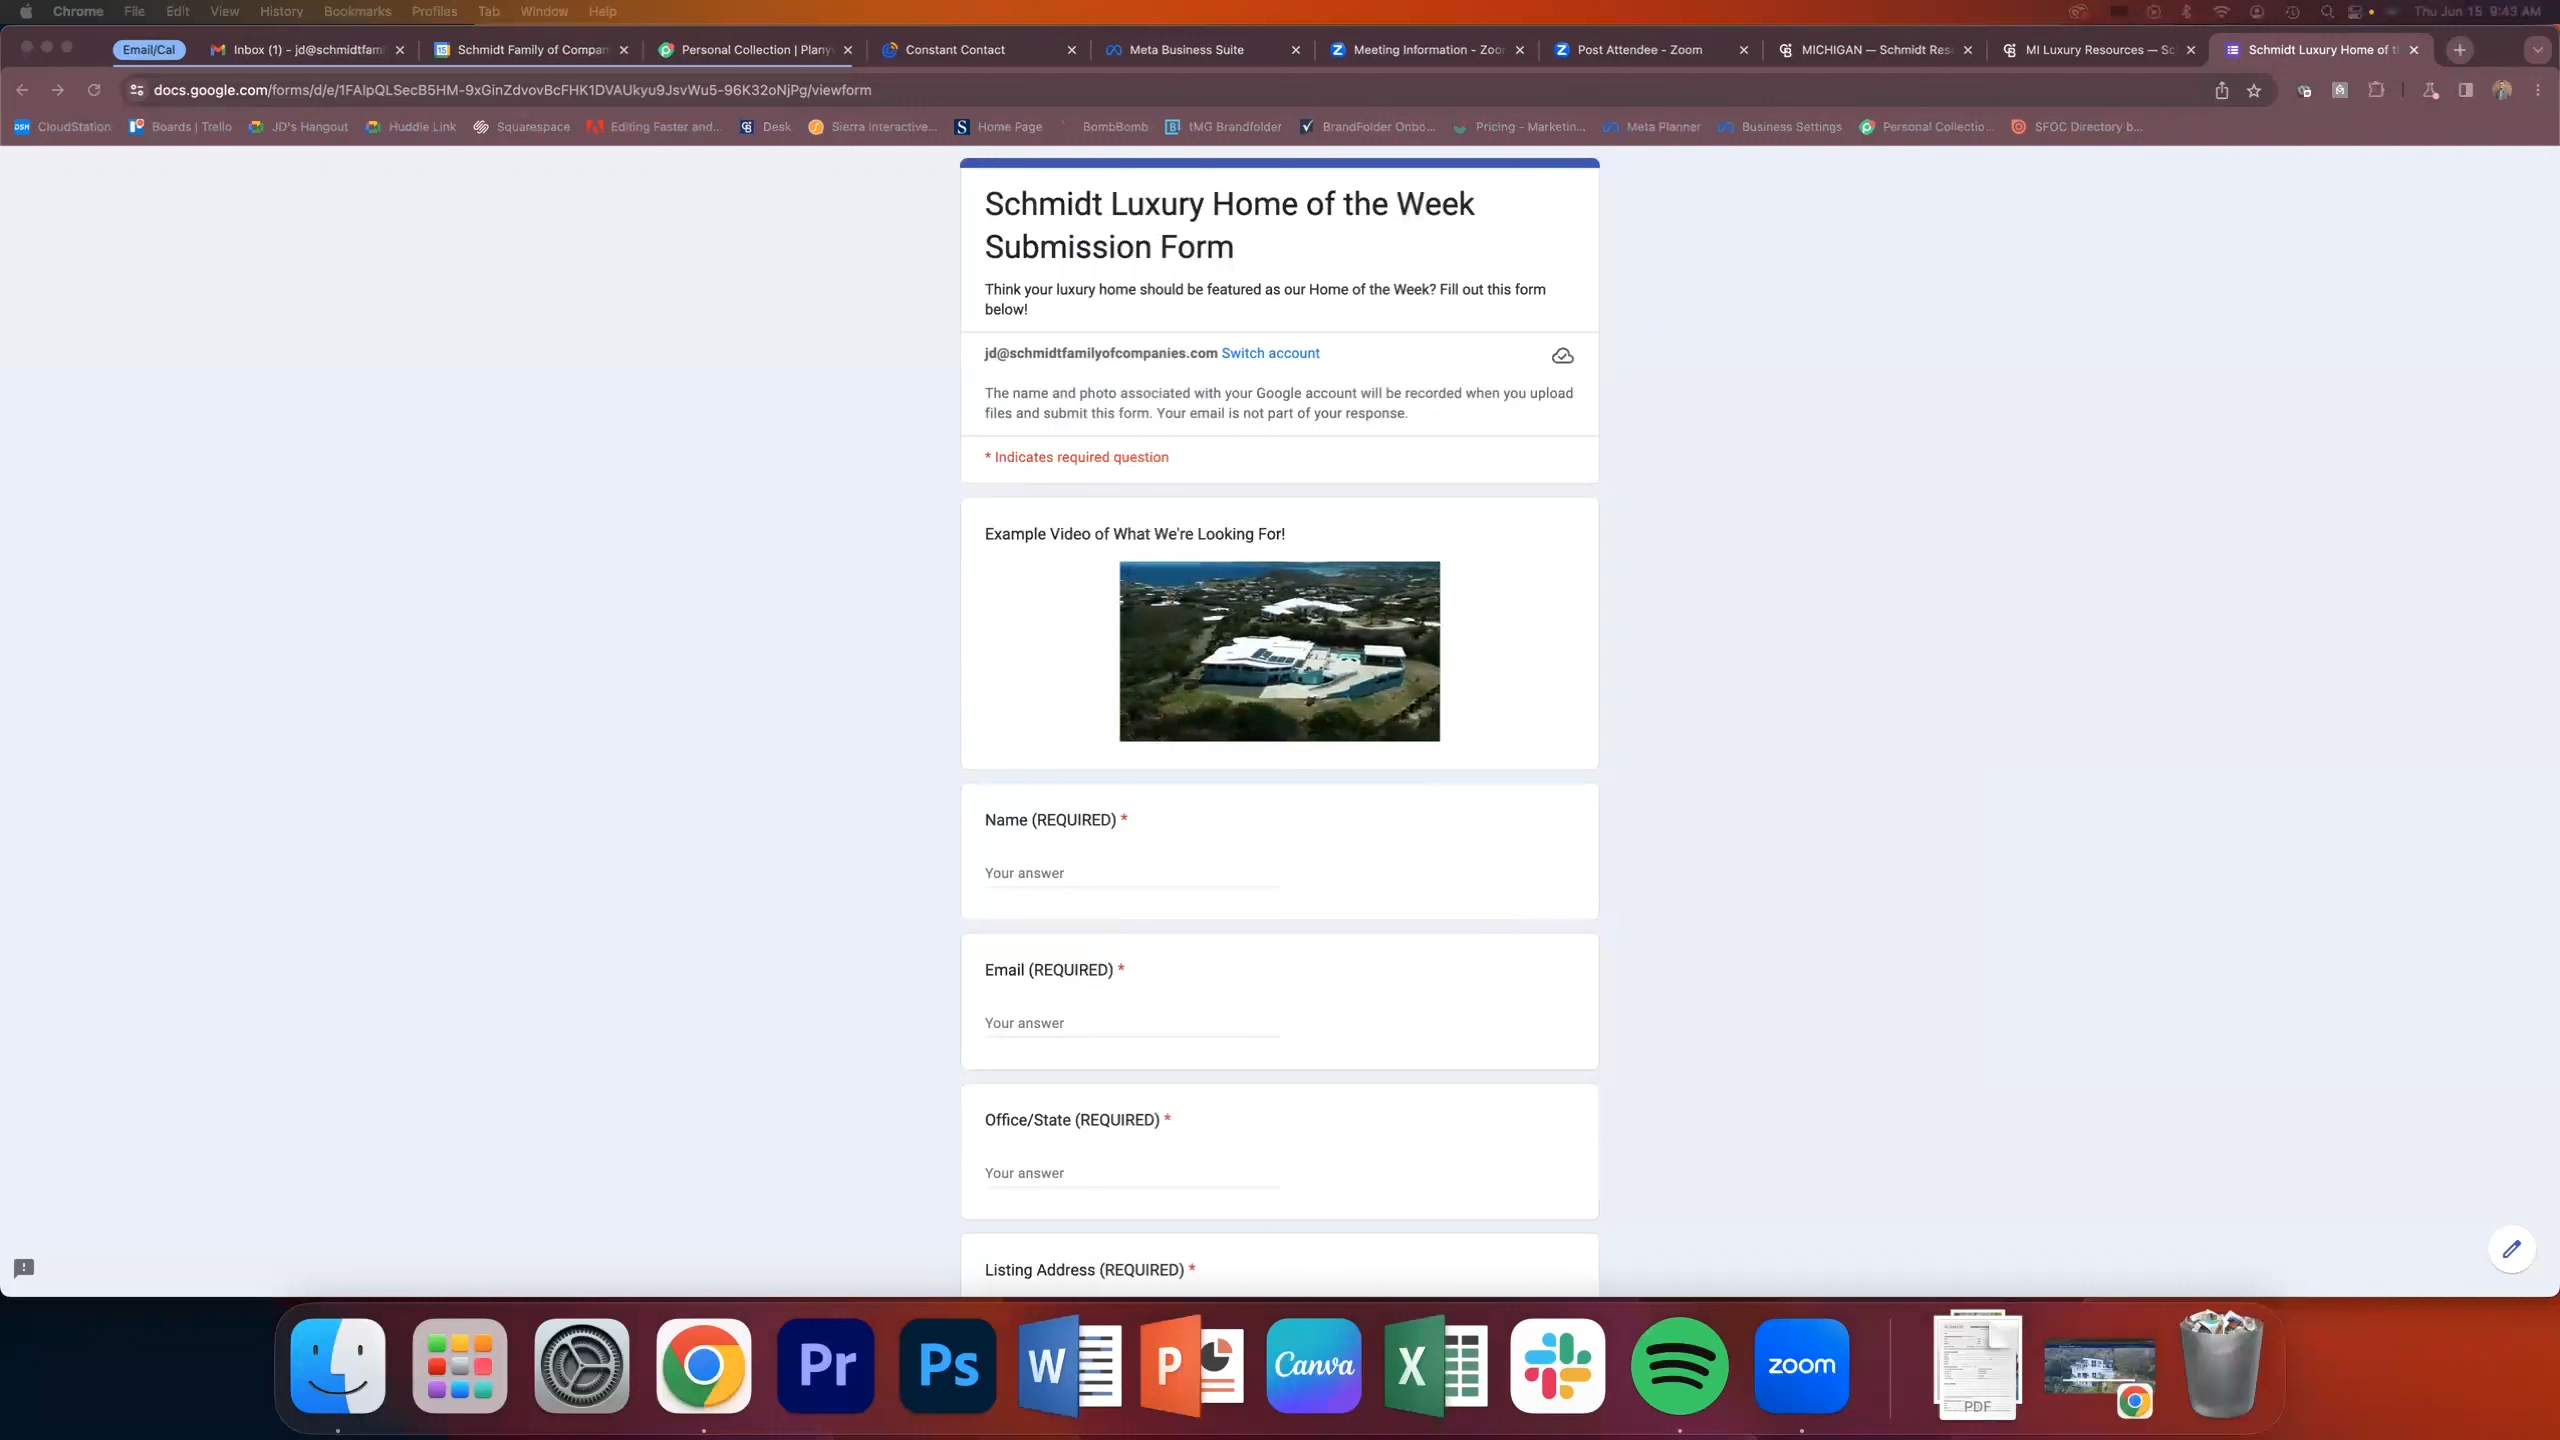 Chrome File Edit View History Bookmarks Profiles Tab Window Help Thu Jun 15 9:43 AM
Email/Cal Inbox (1) - jd@schmidtfami Schmidt Family of Compan Personal Collection | Plany Constant Contact Meta Business Suite Meeting Information - Zoo Post Attendee - Zoom MICHIGAN — Schmidt Res MI Luxury Resources — Sc Schmidt Luxury Home of t
docs.google.com/forms/d/e/1FAIpQLSecB5HM-9xGinZdvovBcFHK1DVAUkyu9JsvWu5-96K32oNjPg/viewform
DSM CloudStation Boards | Trello JD's Hangout Huddle Link Squarespace Editing Faster and... Desk Sierra Interactive... S Home Page BombBomb tMG Brandfolder BrandFolder Onbo... Pricing - Marketin... Meta Planner Business Settings Personal Collectio... SFOC Directory b...
Schmidt Luxury Home of the Week
Submission Form
Think your luxury home should be featured as our Home of the Week? Fill out this form
below!
jd@schmidtfamilyofcompanies.com Switch account
The name and photo associated with your Google account will be recorded when you upload
files and submit this form. Your email is not part of your response.
* Indicates required question
Example Video of What We're Looking For!
Name (REQUIRED) *
Your answer
Email (REQUIRED) *
Your answer
Office/State (REQUIRED) *
Your answer
Listing Address (REQUIRED) *
Pr Ps W P Canva X zoom PDF